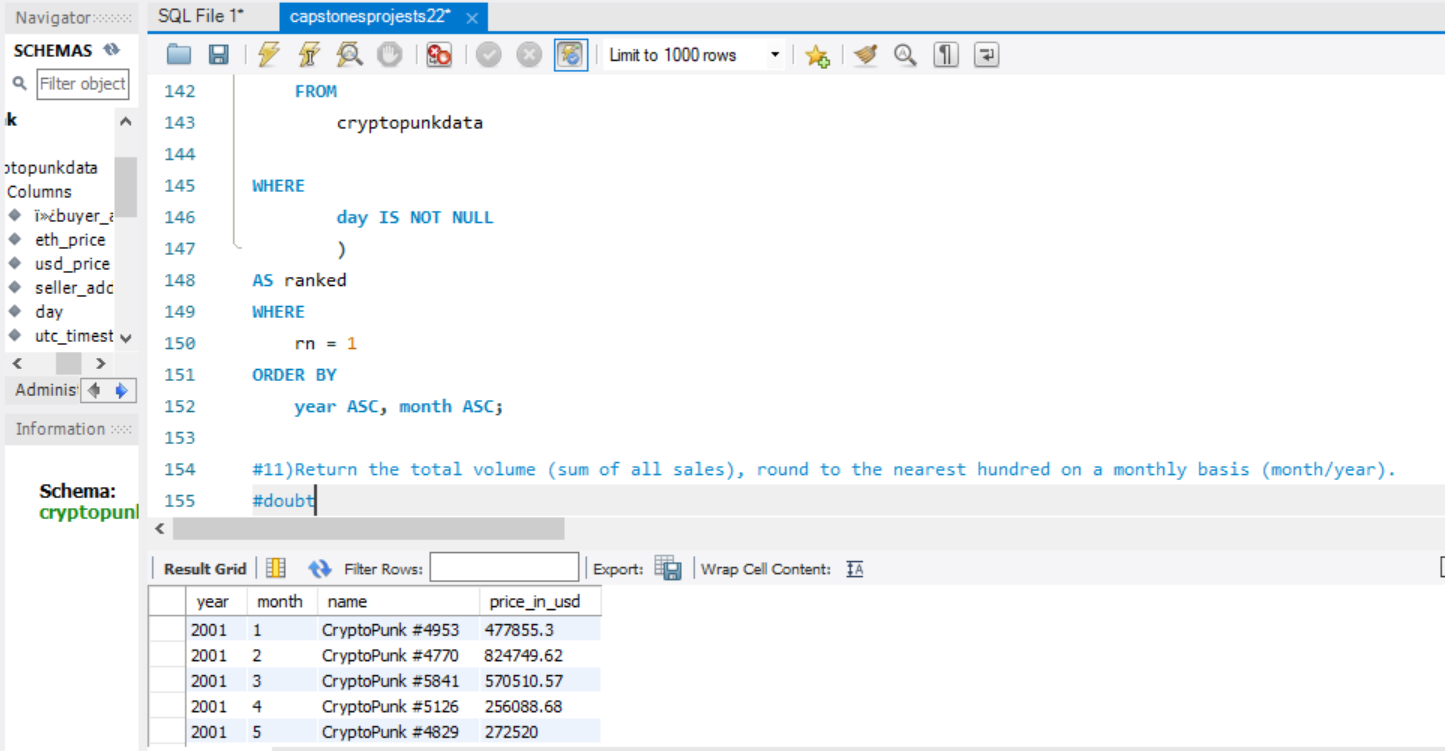 Navigator
SQL File 1*
capstonesprojests22*
SCHEMAS
Filter object
Limit to 1000 rows
k
ptopunkdata
Columns
ï»¿buyer_a
eth_price
usd_price
seller_add
day
utc_timest
Adminis
Information
Schema:
cryptopunk
142 FROM
143 cryptopunkdata
144
145 WHERE
146 day IS NOT NULL
147 )
148 AS ranked
149 WHERE
150 rn = 1
151 ORDER BY
152 year ASC, month ASC;
153
154 #11)Return the total volume (sum of all sales), round to the nearest hundred on a monthly basis (month/year).
155 #doubt
Result Grid Filter Rows: Export: Wrap Cell Content: IA
year month name price_in_usd
2001 1 CryptoPunk #4953 477855.3
2001 2 CryptoPunk #4770 824749.62
2001 3 CryptoPunk #5841 570510.57
2001 4 CryptoPunk #5126 256088.68
2001 5 CryptoPunk #4829 272520